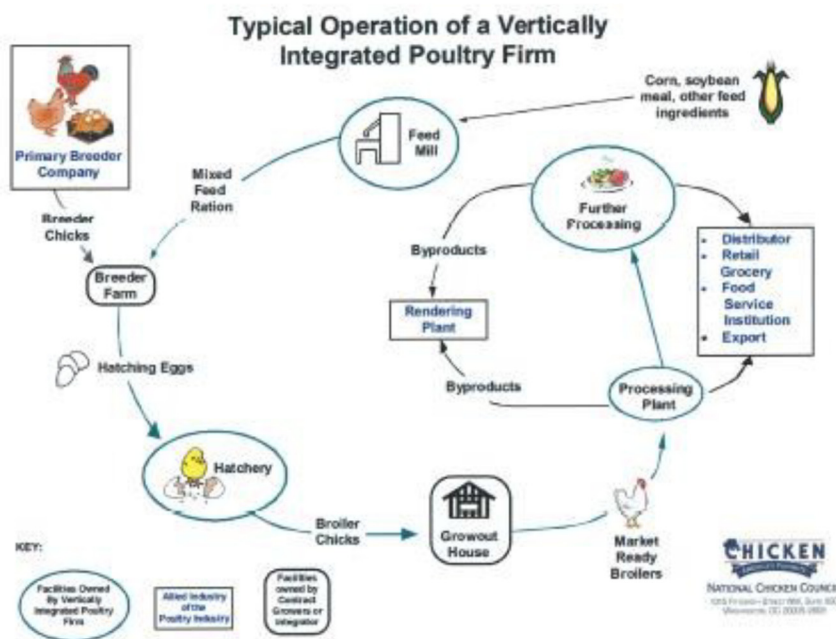 Typical Operation of a Vertically
Integrated Poultry Firm
Primary Breeder
Company
Breeder
Chicks
Mixed
Feed
Ration
Feed
Mill
Corn, soybean
meal, other feed
ingredients
Further
Processing
Byproducts
• Distributor
• Retail
Grocery
• Food
Service
Institution
• Export
Rendering
Plant
Byproducts
Processing
Plant
Breeder
Farm
Hatching Eggs
Hatchery
Broiler
Chicks
Growout
House
Market
Ready
Broilers
KEY:
Facilities Owned
By Vertically
Integrated Poultry
Firm
Allied Industry
of the
Poultry Industry
Facilities
owned by
Contract
Growers or
Integrator
CHICKEN
NATIONAL CHICKEN COUNCIL